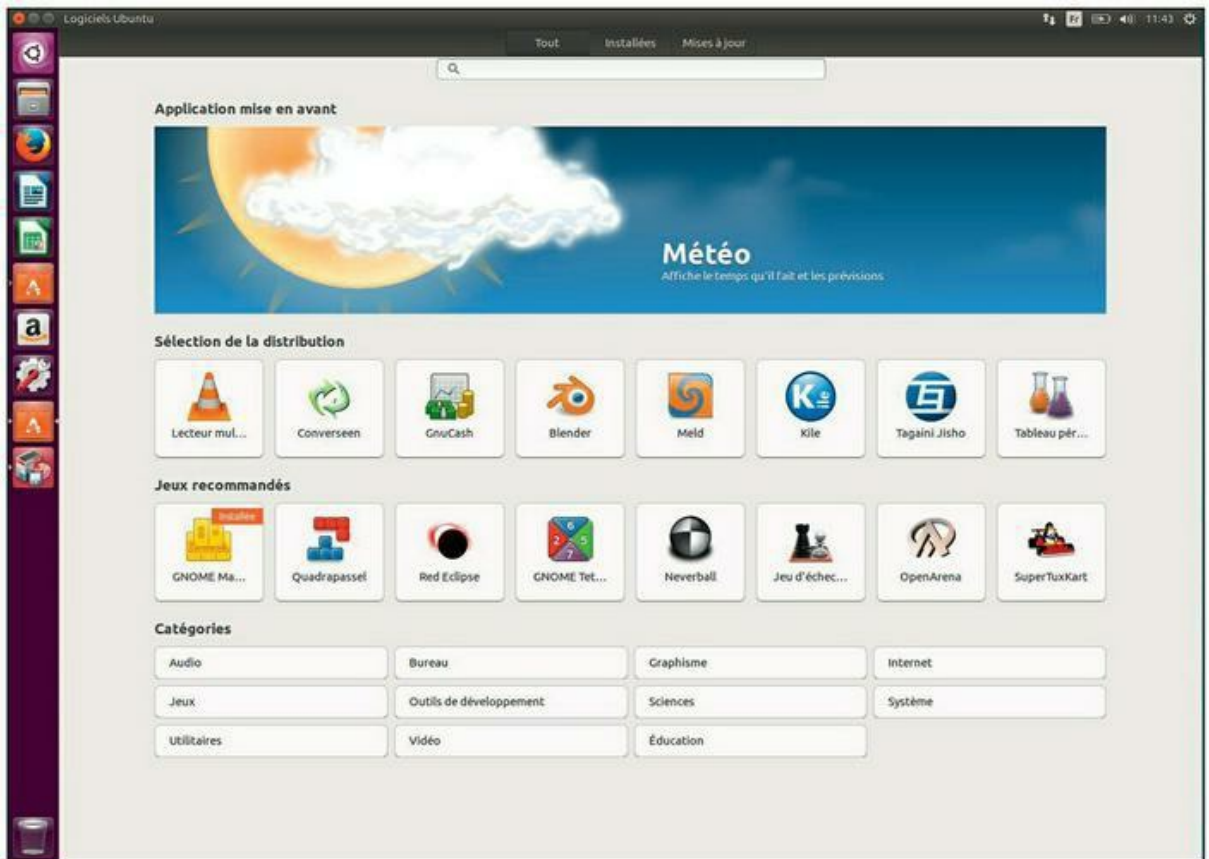 Logiciels Ubuntu
Fr
11:43
Tout Installées Mises à jour
Application mise en avant
Météo
Affiche le temps qu'il fait et les prévisions
Sélection de la distribution
Lecteur mul... Converseen GnuCash Blender Meld Kile Tagaini Jisho Tableau pér...
Jeux recommandés
Installée
GNOME Ma... Quadrapassel Red Eclipse GNOME Tet... Neverball Jeu d'échec... OpenArena SuperTuxKart
Catégories
Audio Bureau Graphisme Internet
Jeux Outils de développement Sciences Système
Utilitaires Vidéo Éducation